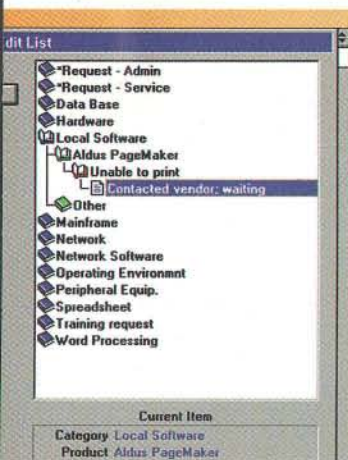 dit List
*Request - Admin
*Request - Service
Data Base
Hardware
Local Software
Aldus PageMaker
Unable to print
Contacted vendor; waiting
Other
Mainframe
Network
Network Software
Operating Environmnt
Peripheral Equip.
Spreadsheet
Training request
Word Processing
Current Item
Category Local Software
Product Aldus PageMaker